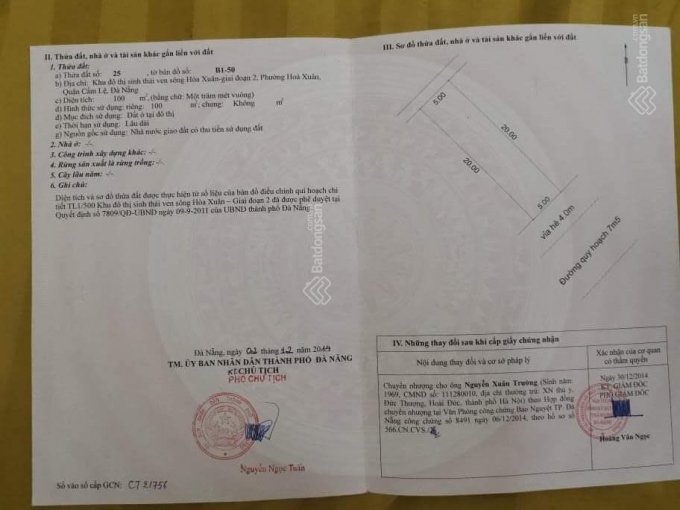 II. Thửa đất, nhà ở và tài sản khác gắn liền với đất
1. Thửa đất:
a) Thửa đất số: 25 , tờ bản đồ số: B1-50
b) Địa chỉ: Khu đô thị sinh thái ven sông Hòa Xuân-giai đoạn 2, Phường Hoà Xuân,
Quận Cẩm Lệ, Đà Nẵng
c) Diện tích: 100 m², (bằng chữ: Một trăm mét vuông)
d) Hình thức sử dụng: riêng: 100 m²; chung: Không m²
đ) Mục đích sử dụng: Đất ở tại đô thị
e) Thời hạn sử dụng: Lâu dài
g) Nguồn gốc sử dụng: Nhà nước giao đất có thu tiền sử dụng đất
2. Nhà ở: -/-
3. Công trình xây dựng khác: -/-
4. Rừng sản xuất là rừng trồng: -/-
5. Cây lâu năm: -/-
6. Ghi chú:
Diện tích và sơ đồ thửa đất được thực hiện từ số liệu của bản đồ điều chỉnh qui hoạch chi
tiết TL1/500 Khu đô thị sinh thái ven sông Hòa Xuân – Giai đoạn 2 đã được phê duyệt tại
Quyết định số 7809/QĐ-UBND ngày 09-9-2011 của UBND thành phố Đà Nẵng
Đà Nẵng, ngày 02 tháng 12 năm 2014
TM. ỦY BAN NHÂN DÂN THÀNH PHỐ ĐÀ NẴNG
KT.CHỦ TỊCH
PHÓ CHỦ TỊCH
Nguyễn Ngọc Tuấn
Số vào sổ cấp GCN: CT 21756
III. Sơ đồ thửa đất, nhà ở và tài sản khác gắn liền với đất
5.00
20.00
20.00
5.00
vỉa hè 4.0m
Đường quy hoạch 7m5
IV. Những thay đổi sau khi cấp giấy chứng nhận
Nội dung thay đổi và cơ sở pháp lý
Xác nhận của cơ quan
có thẩm quyền
Chuyển nhượng cho ông Nguyễn Xuân Trường (Sinh năm
1969, CMND số 111280010, địa chỉ thường trú: XN thú y,
Đức Thượng, Hoài Đức, thành phố Hà Nội) theo Hợp đồng
chuyển nhượng tại Văn Phòng công chứng Bảo Nguyệt TP. Đà
Nẵng công chứng số 8491 ngày 06/12/2014, theo hồ sơ số
566.CN.CVS./.
Ngày 30/12/2014
KT. GIÁM ĐỐC
PHÓ GIÁM ĐỐC
Hoàng Văn Ngọc
Batdongsan
.com.vn
Batdongsan